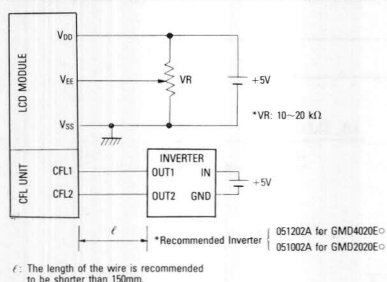 LCD MODULE
VDD
VEE
VSS
VR
+5V
*VR: 10~20 kΩ
CFL UNIT
CFL1
CFL2
INVERTER
OUT1 IN
OUT2 GND
+5V
ℓ
*Recommended Inverter
051202A for GMD4020E○
051002A for GMD2020E○
ℓ: The length of the wire is recommended
to be shorter than 150mm.